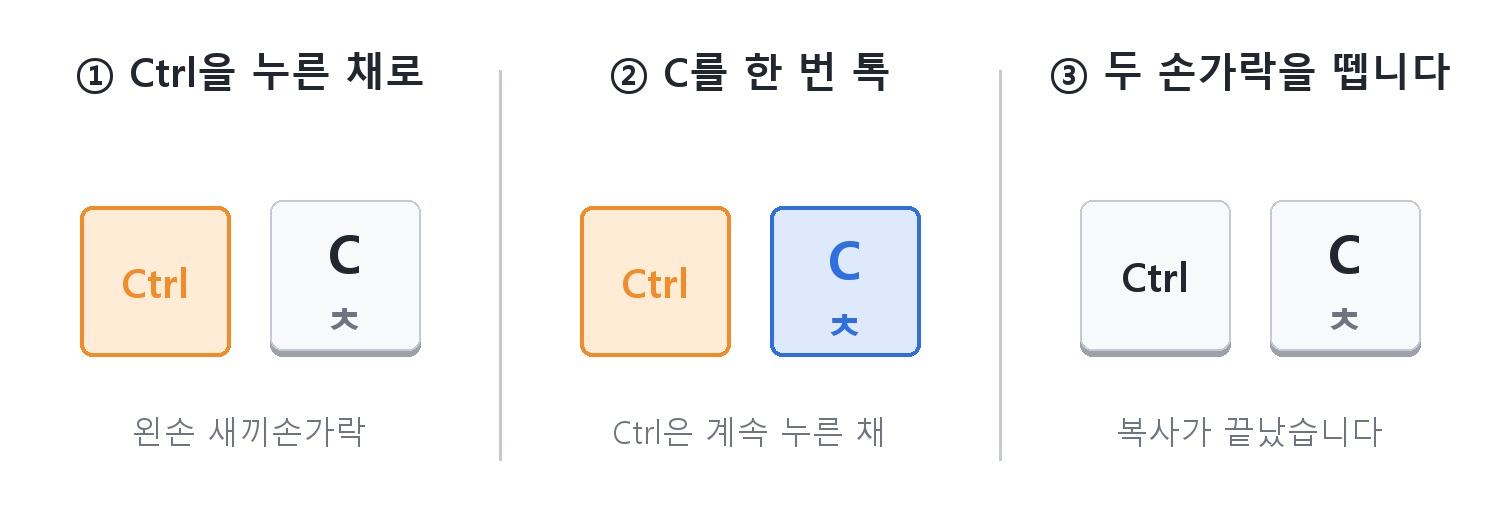 ① Ctrl을 누른 채로
Ctrl
C
ㅊ
왼손 새끼손가락
② C를 한 번 톡
Ctrl
C
ㅊ
Ctrl은 계속 누른 채
③ 두 손가락을 뗍니다
Ctrl
C
ㅊ
복사가 끝났습니다